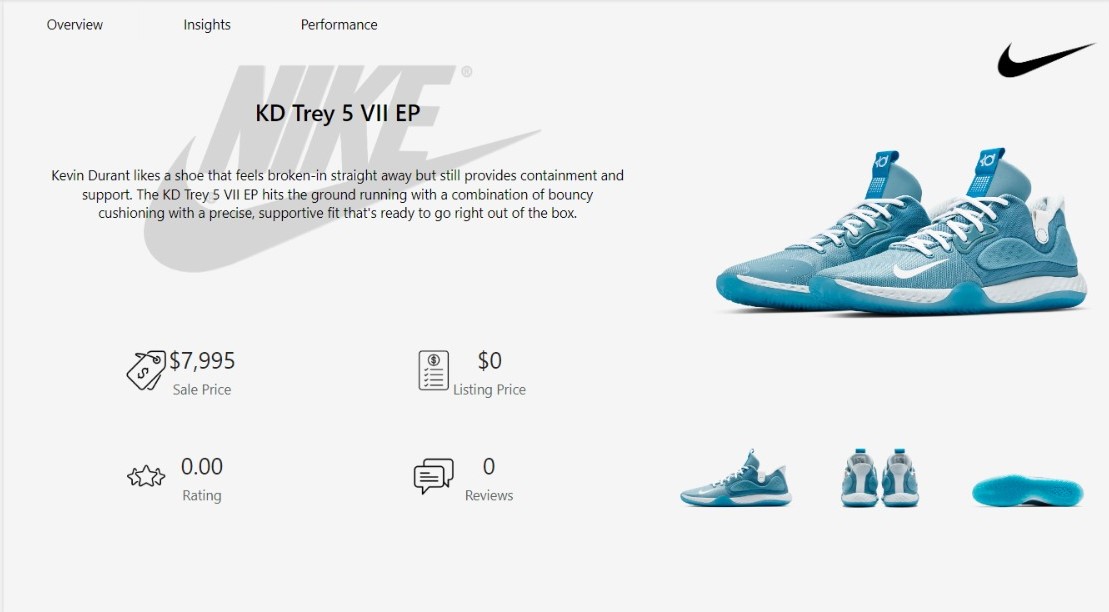 Overview Insights Performance
NIKE®
KD Trey 5 VII EP
Kevin Durant likes a shoe that feels broken-in straight away but still provides containment and
support. The KD Trey 5 VII EP hits the ground running with a combination of bouncy
cushioning with a precise, supportive fit that's ready to go right out of the box.
$7,995 $0
Sale Price Listing Price
0.00 0
Rating Reviews